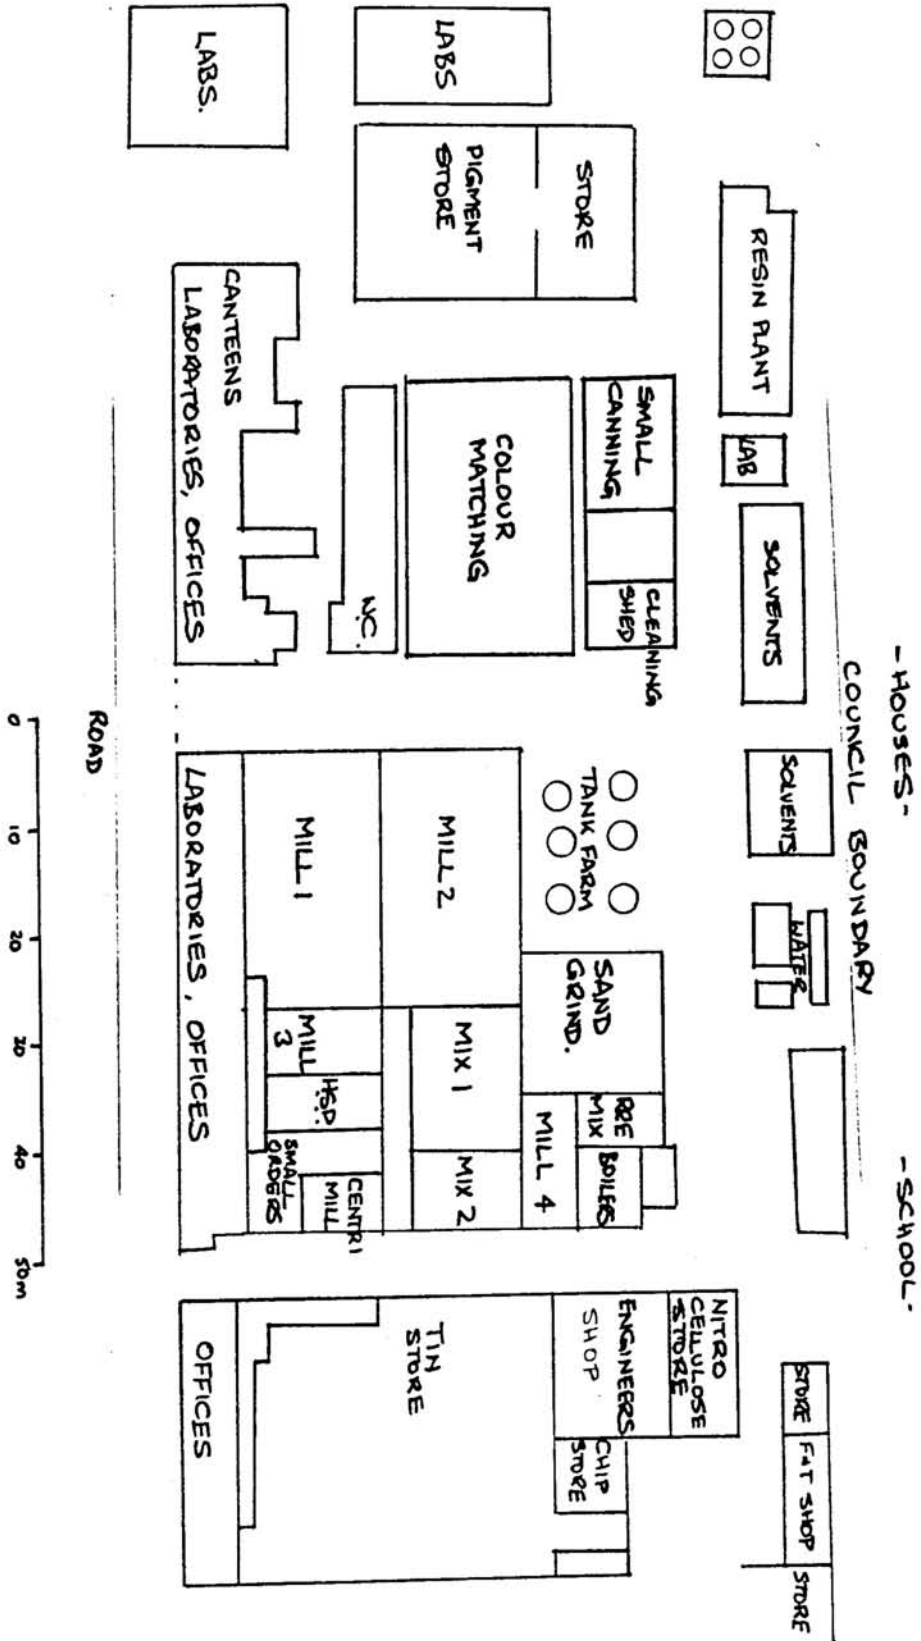 - HOUSES -
- SCHOOL -
COUNCIL BOUNDARY
RESIN PLANT
LAB
SOLVENTS
SOLVENTS
WATER
STORE
F&T SHOP
STORE
LABS
STORE
PIGMENT
STORE
SMALL
CANNING
CLEANING
SHED
COLOUR
MATCHING
N.C.
TANK FARM
SAND
GRIND.
PRE
MIX
BOILERS
MILL 4
MILL 2
MIX 1
MIX 2
MILL 1
MILL
3
H.S.D.
CENTRI
MILL
SMALL
ORDERS
NITRO
CELLULOSE
STORE
ENGINEERS
SHOP
CHIP
STORE
TIN
STORE
LABS.
CANTEENS
LABORATORIES, OFFICES
LABORATORIES, OFFICES
OFFICES
ROAD
0 10 20 30 40 50m